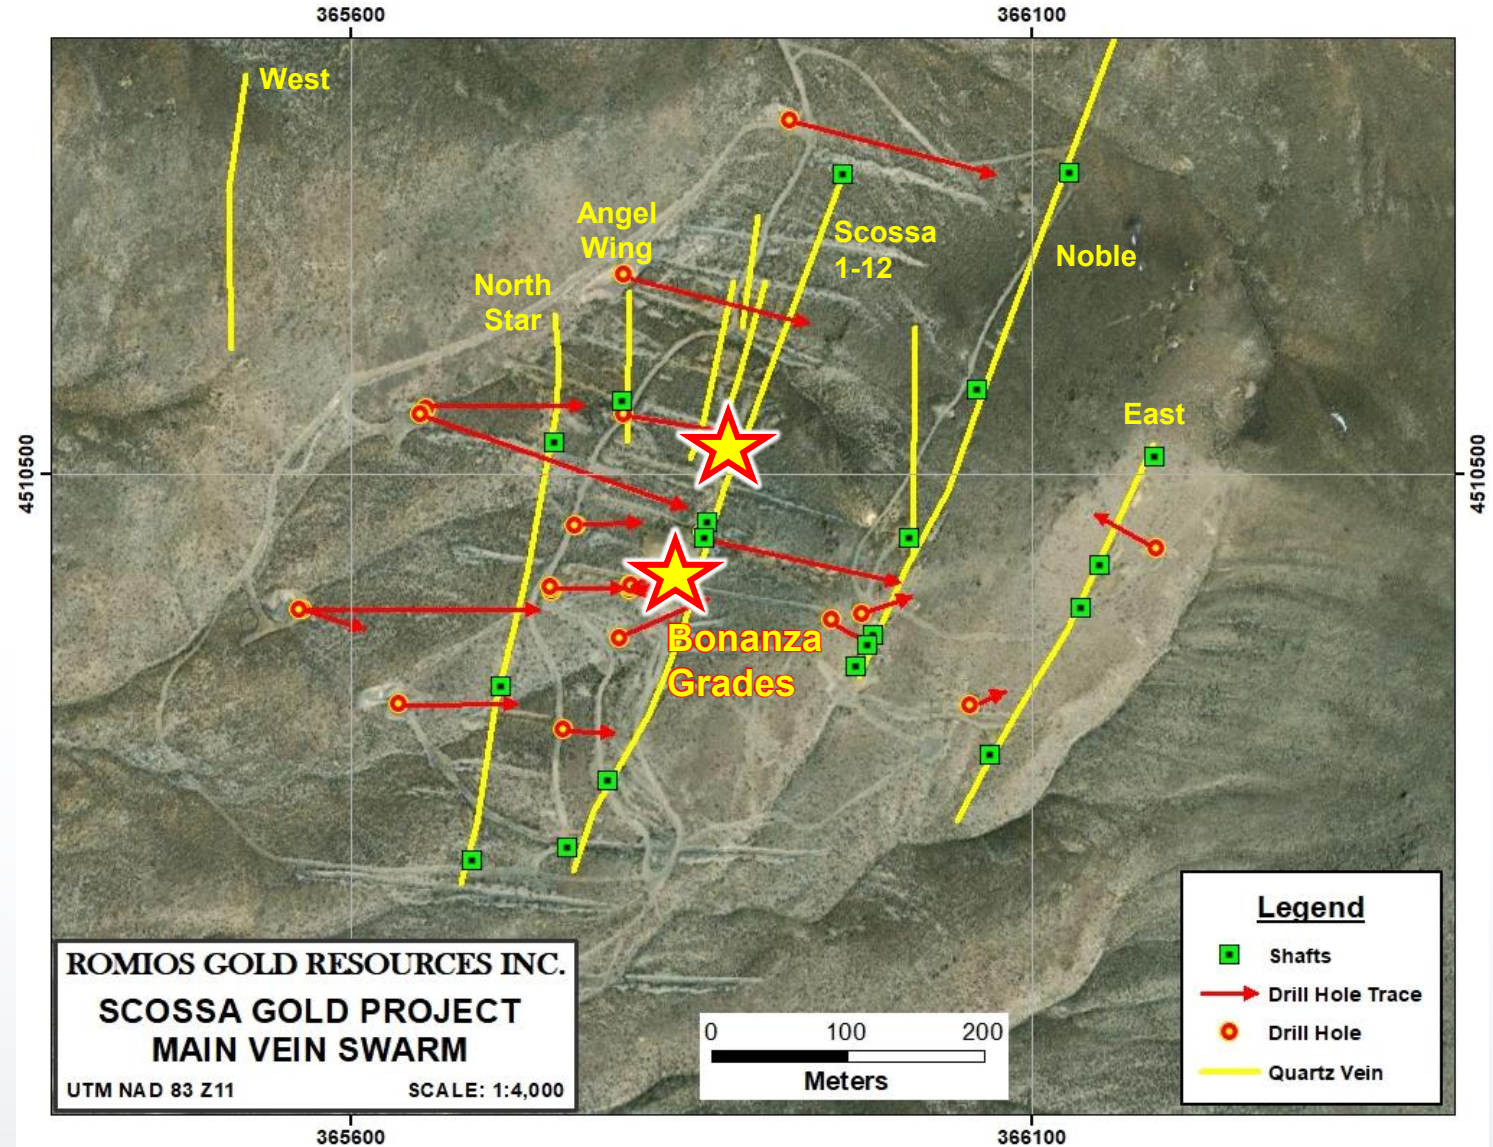 365600
366100
West
Angel
Wing
Scossa
1-12
Noble
North
Star
East
4510500
4510500
Bonanza
Grades
Legend
Shafts
Drill Hole Trace
Drill Hole
Quartz Vein
ROMIOS GOLD RESOURCES INC.
SCOSSA GOLD PROJECT
MAIN VEIN SWARM
UTM NAD 83 Z11
SCALE: 1:4,000
0 100 200
Meters
365600
366100